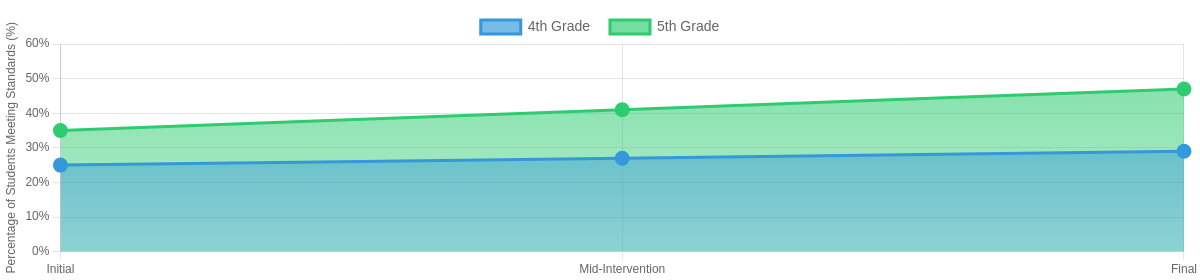 4th Grade 5th Grade
Percentage of Students Meeting Standards (%)
60%
50%
40%
30%
20%
10%
0%
Initial Mid-Intervention Final